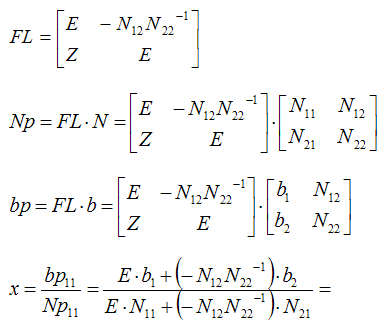 FL = [ E −N₁₂N₂₂⁻¹ ; Z E ]
Np = FL · N = [ E −N₁₂N₂₂⁻¹ ; Z E ] · [ N₁₁ N₁₂ ; N₂₁ N₂₂ ]
bp = FL · b = [ E −N₁₂N₂₂⁻¹ ; Z E ] · [ b₁ N₁₂ ; b₂ N₂₂ ]
x = bp₁₁ / Np₁₁ = (E · b₁ + (−N₁₂N₂₂⁻¹) · b₂) / (E · N₁₁ + (−N₁₂N₂₂⁻¹) · N₂₁) =